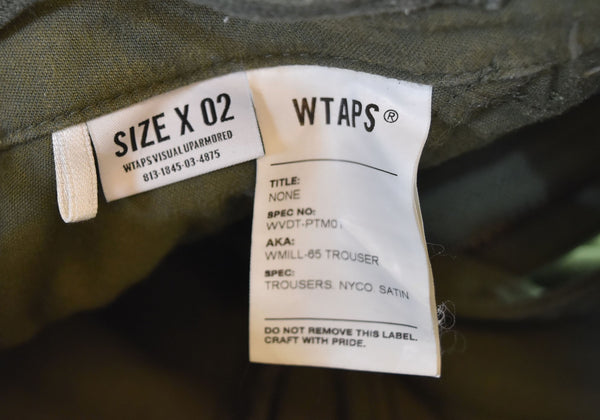 SIZE X 02
WTAPS VISUAL UPARMORED
813-1845-03-4875
WTAPS®
TITLE:
NONE
SPEC NO:
WVDT-PTM01
AKA:
WMILL-65 TROUSER
SPEC:
TROUSERS. NYCO SATIN
DO NOT REMOVE THIS LABEL.
CRAFT WITH PRIDE.